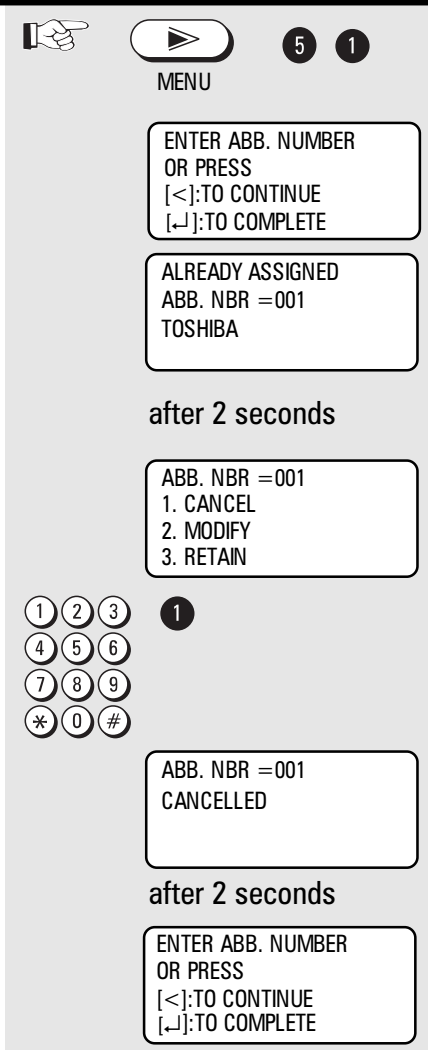 5 1
MENU
ENTER ABB. NUMBER
OR PRESS
[<]:TO CONTINUE
[↵]:TO COMPLETE
ALREADY ASSIGNED
ABB. NBR =001
TOSHIBA
after 2 seconds
ABB. NBR =001
1. CANCEL
2. MODIFY
3. RETAIN
1 2 3 1
4 5 6
7 8 9
* 0 #
ABB. NBR =001
CANCELLED
after 2 seconds
ENTER ABB. NUMBER
OR PRESS
[<]:TO CONTINUE
[↵]:TO COMPLETE